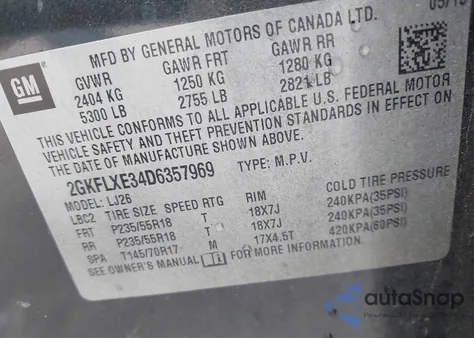 05/13
MFD BY GENERAL MOTORS OF CANADA LTD.
GM
GVWR GAWR FRT GAWR RR
2404 KG 1250 KG 1280 KG
5300 LB 2755 LB 2821 LB
THIS VEHICLE CONFORMS TO ALL APPLICABLE U.S. FEDERAL MOTOR
VEHICLE SAFETY AND THEFT PREVENTION STANDARDS IN EFFECT ON
THE DATE OF MANUFACTURE SHOWN ABOVE.
2GKFLXE34D6357969 TYPE: M.P.V.
MODEL: LJ26
LBC2 TIRE SIZE SPEED RTG RIM COLD TIRE PRESSURE
FRT P235/55R18 T 18X7J 240KPA(35PSI)
RR P235/55R18 T 18X7J 240KPA(35PSI)
SPA T145/70R17 M 17X4.5T 420KPA(60PSI)
SEE OWNER'S MANUAL FOR MORE INFORMATION.
autoSnap
POWERED BY AUTOBIDMASTER